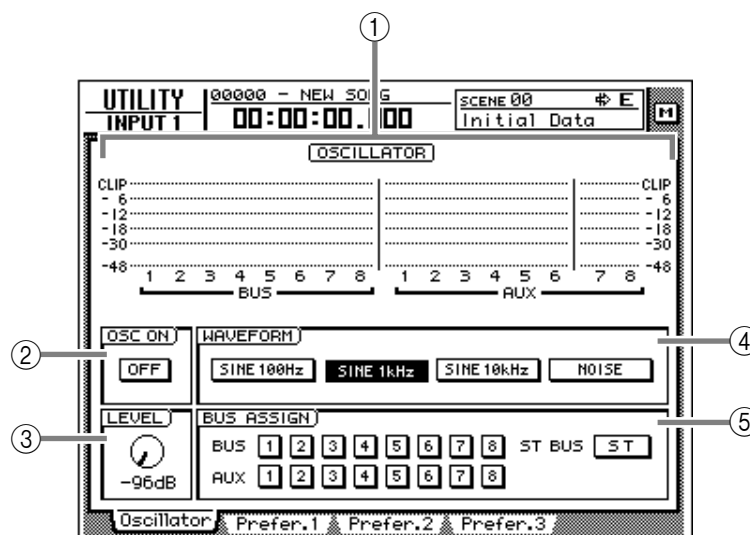 1
UTILITY
INPUT 1
00000 - NEW SONG
00:00:00.000
SCENE 00 E
Initial Data
M
OSCILLATOR
CLIP CLIP
- 6 - 6
-12 -12
-18 -18
-30 -30
-48 -48
1 2 3 4 5 6 7 8 1 2 3 4 5 6 7 8
BUS AUX
2
OSC ON
OFF
WAVEFORM
SINE 100Hz SINE 1kHz SINE 10kHz NOISE
4
3
LEVEL
-96dB
BUS ASSIGN
BUS 1 2 3 4 5 6 7 8 ST BUS ST
AUX 1 2 3 4 5 6 7 8
5
Oscillator Prefer.1 Prefer.2 Prefer.3